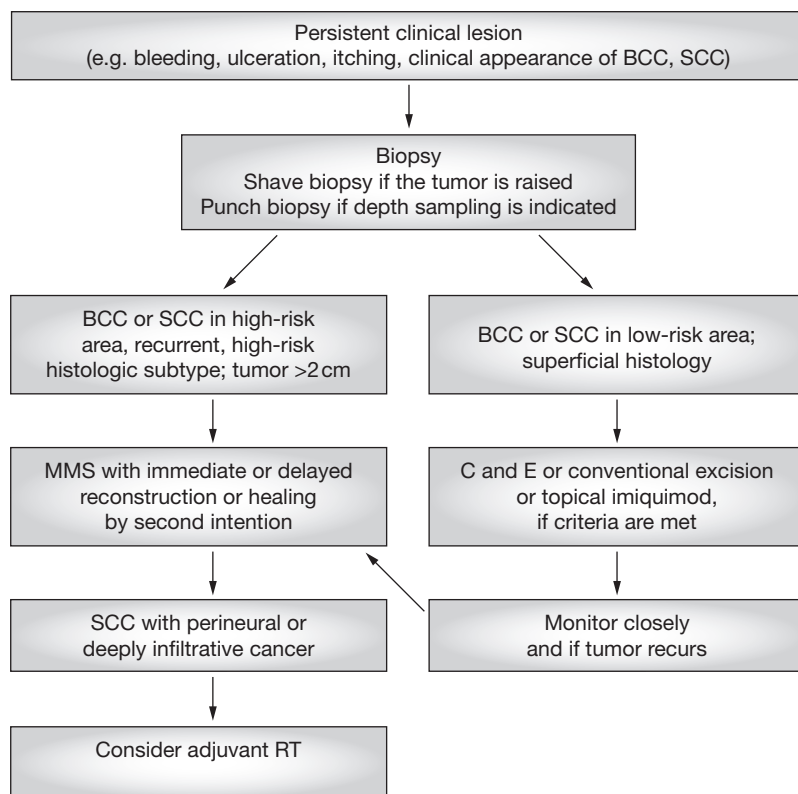 Persistent clinical lesion
(e.g. bleeding, ulceration, itching, clinical appearance of BCC, SCC)
Biopsy
Shave biopsy if the tumor is raised
Punch biopsy if depth sampling is indicated
BCC or SCC in high-risk
area, recurrent, high-risk
histologic subtype; tumor >2 cm
BCC or SCC in low-risk area;
superficial histology
MMS with immediate or delayed
reconstruction or healing
by second intention
C and E or conventional excision
or topical imiquimod,
if criteria are met
SCC with perineural or
deeply infiltrative cancer
Monitor closely
and if tumor recurs
Consider adjuvant RT